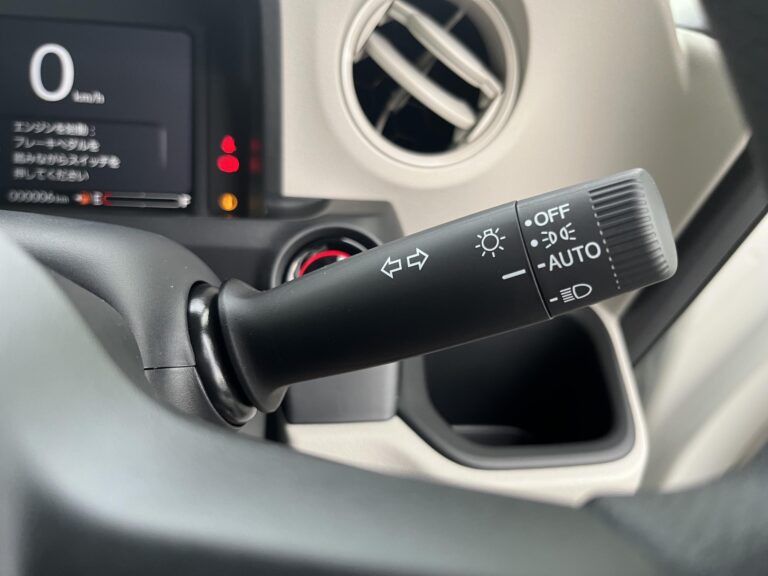 0
km/h
エンジンを始動:
ブレーキペダルを
踏みながらスイッチを
押してください
000006km
OFF
AUTO